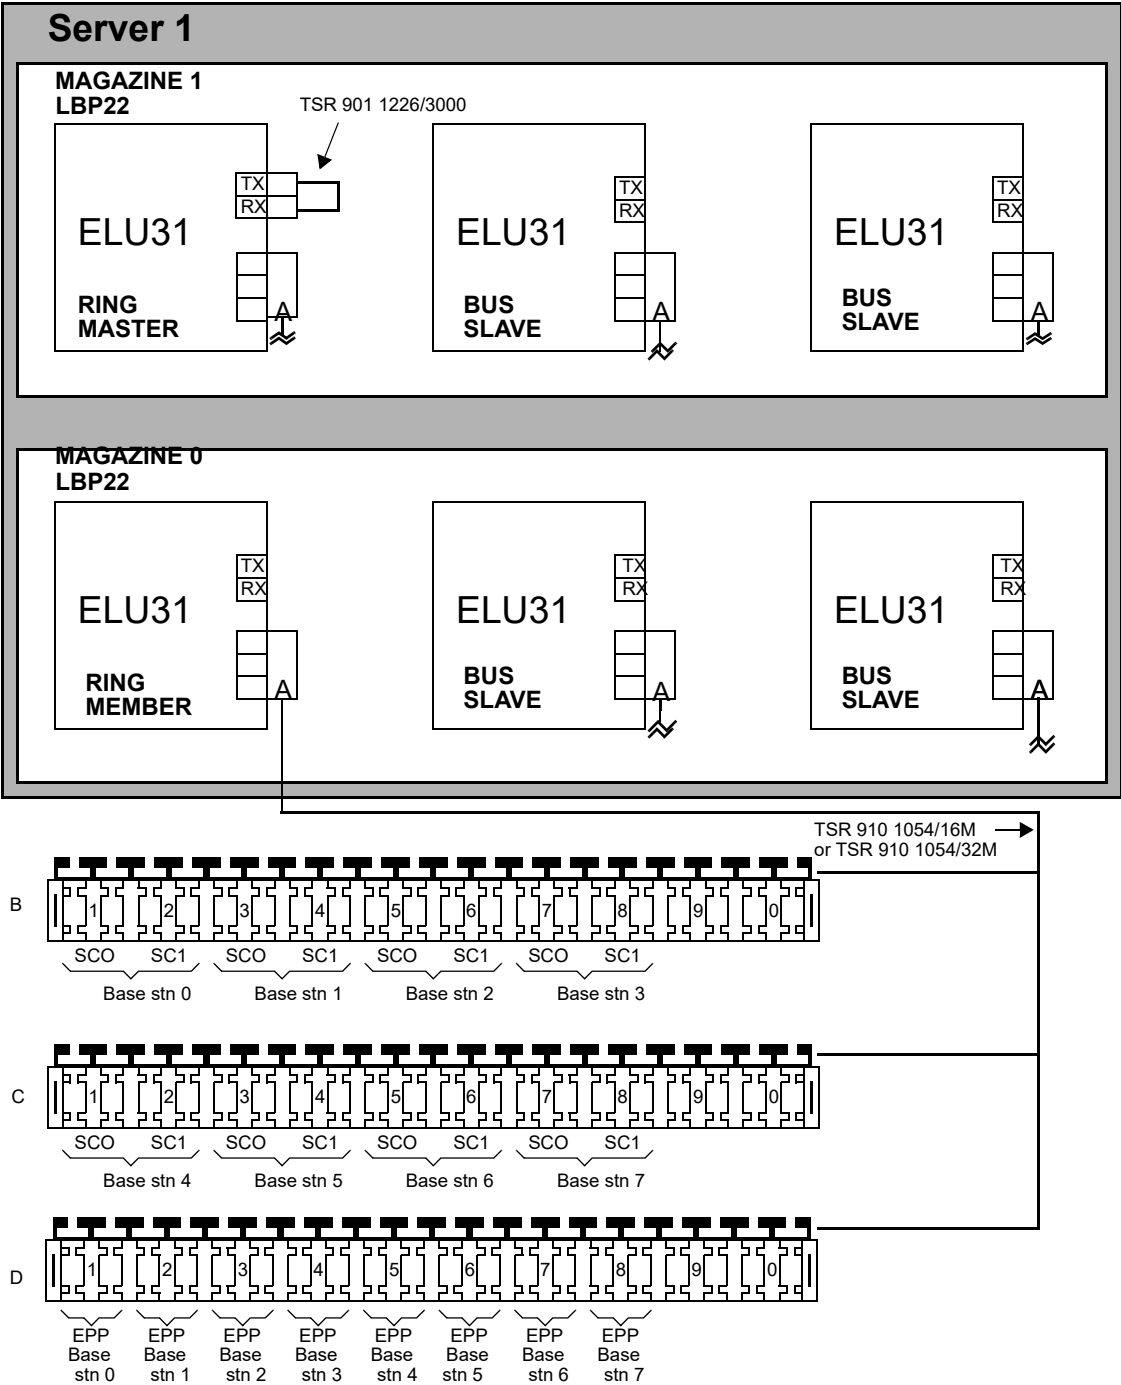 Server 1
MAGAZINE 1
LBP22
TSR 901 1226/3000
TX
RX
ELU31
RING
MASTER
A
TX
RX
ELU31
BUS
SLAVE
A
TX
RX
ELU31
BUS
SLAVE
A
MAGAZINE 0
LBP22
TX
RX
ELU31
RING
MEMBER
A
TX
RX
ELU31
BUS
SLAVE
A
TX
RX
ELU31
BUS
SLAVE
A
TSR 910 1054/16M
or TSR 910 1054/32M
B
1 2 3 4 5 6 7 8 9 0
SCO SC1 SCO SC1 SCO SC1 SCO SC1
Base stn 0 Base stn 1 Base stn 2 Base stn 3
C
1 2 3 4 5 6 7 8 9 0
SCO SC1 SCO SC1 SCO SC1 SCO SC1
Base stn 4 Base stn 5 Base stn 6 Base stn 7
D
1 2 3 4 5 6 7 8 9 0
EPP EPP EPP EPP EPP EPP EPP EPP
Base Base Base Base Base Base Base Base
stn 0 stn 1 stn 2 stn 3 stn 4 stn 5 stn 6 stn 7